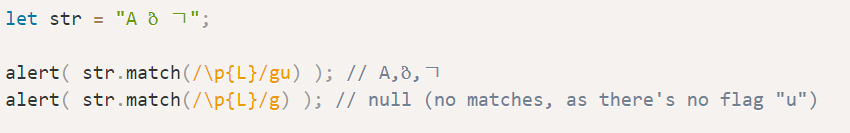 let str = "A ბ ㄱ";
alert( str.match(/\p{L}/gu) ); // A,ბ,ㄱ
alert( str.match(/\p{L}/g) ); // null (no matches, as there's no flag "u")